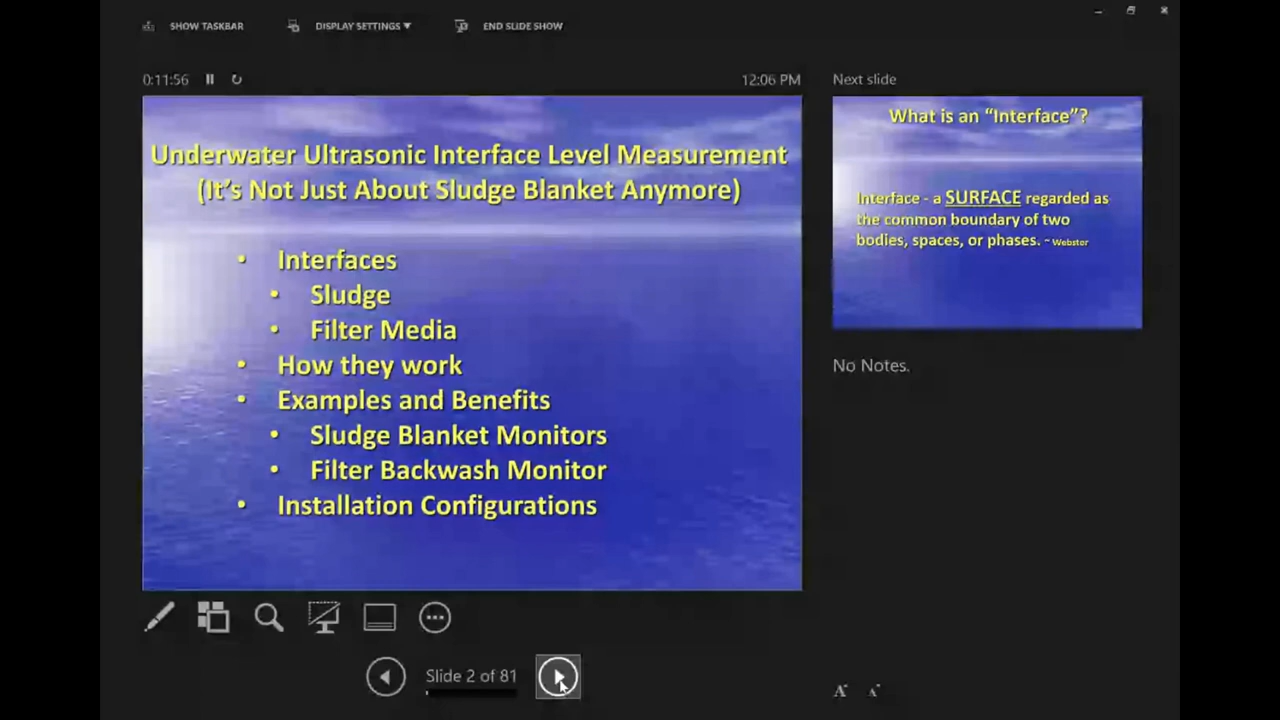 SHOW TASKBAR
DISPLAY SETTINGS ▼
END SLIDE SHOW
0:11:56
12:06 PM
Next slide
Underwater Ultrasonic Interface Level Measurement
(It's Not Just About Sludge Blanket Anymore)
• Interfaces
• Sludge
• Filter Media
• How they work
• Examples and Benefits
• Sludge Blanket Monitors
• Filter Backwash Monitor
• Installation Configurations
What is an “Interface”?
Interface - a SURFACE regarded as
the common boundary of two
bodies, spaces, or phases. - Webster
No Notes.
Slide 2 of 81
A A